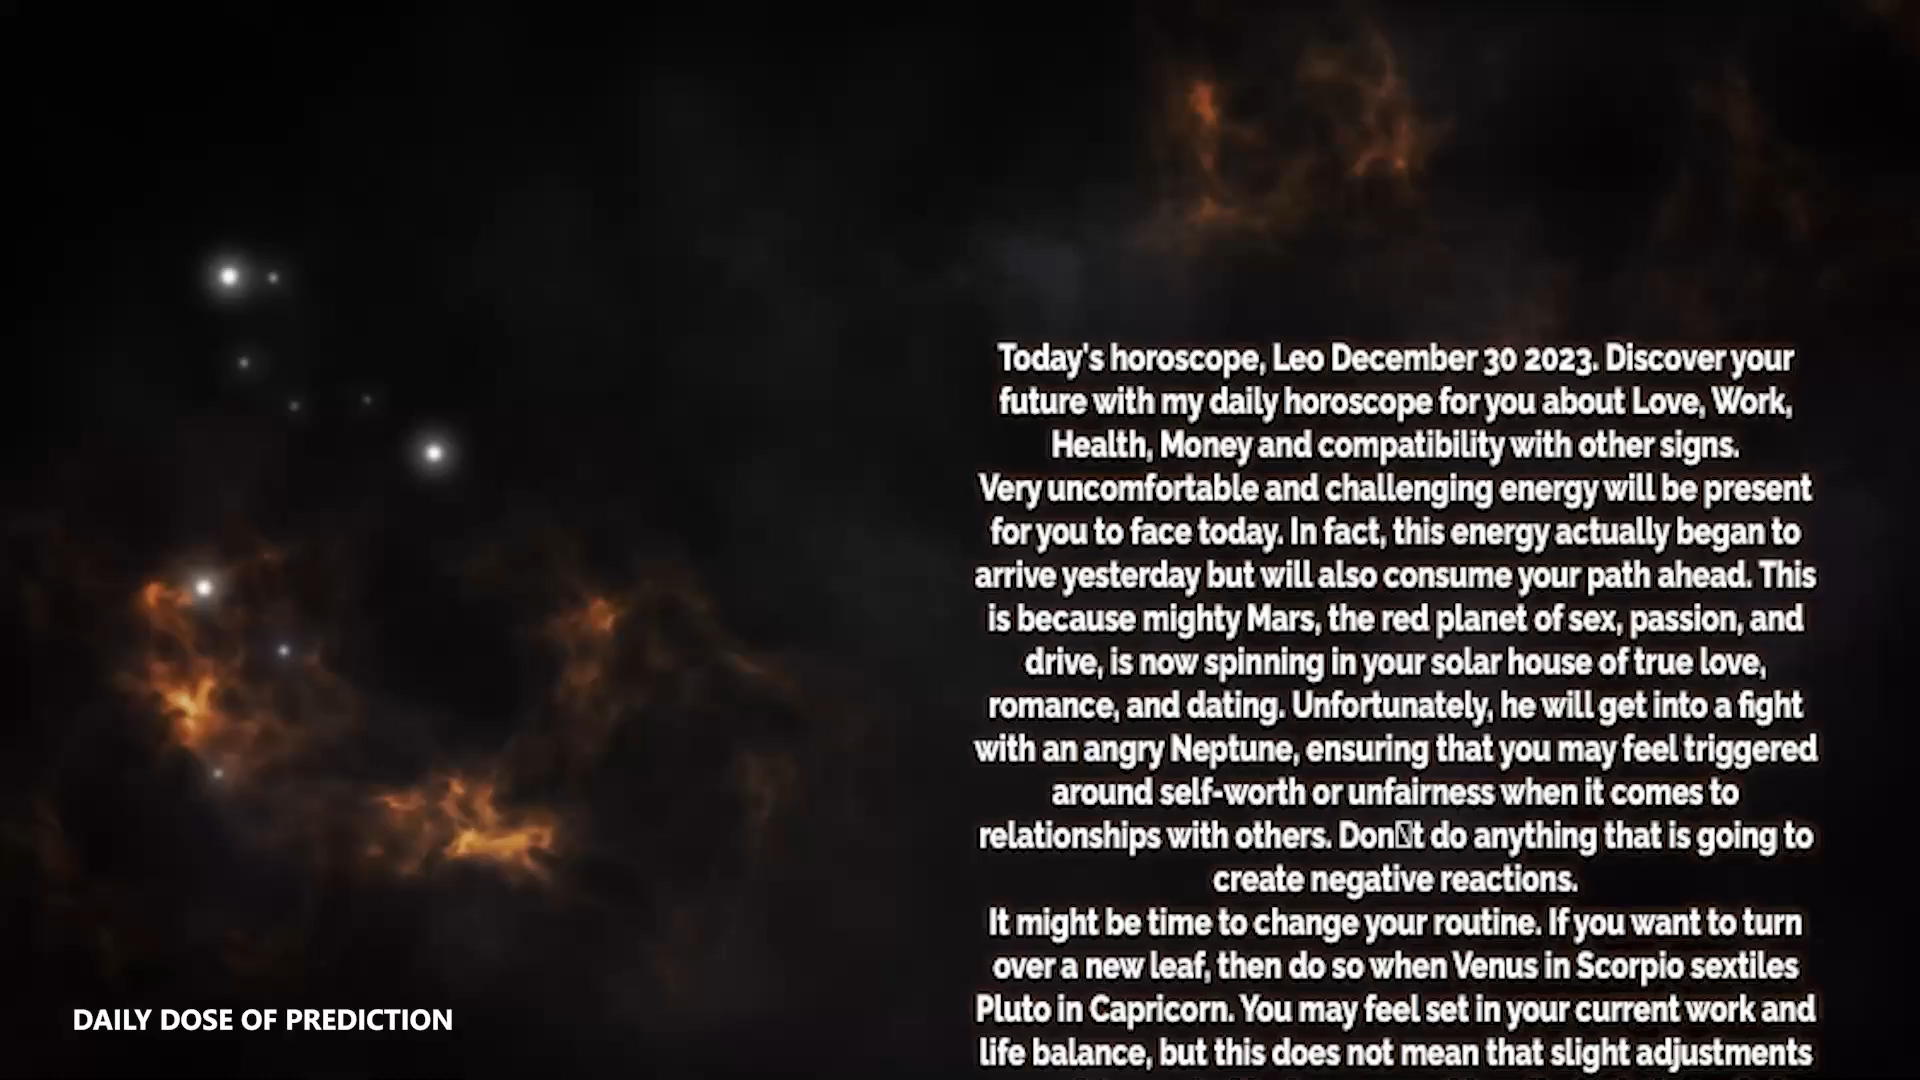 Today's horoscope, Leo December 30 2023. Discover your
future with my daily horoscope for you about Love, Work,
Health, Money and compatibility with other signs.
Very uncomfortable and challenging energy will be present
for you to face today. In fact, this energy actually began to
arrive yesterday but will also consume your path ahead. This
is because mighty Mars, the red planet of sex, passion, and
drive, is now spinning in your solar house of true love,
romance, and dating. Unfortunately, he will get into a fight
with an angry Neptune, ensuring that you may feel triggered
around self-worth or unfairness when it comes to
relationships with others. Don▯t do anything that is going to
create negative reactions.
It might be time to change your routine. If you want to turn
over a new leaf, then do so when Venus in Scorpio sextiles
Pluto in Capricorn. You may feel set in your current work and
life balance, but this does not mean that slight adjustments
DAILY DOSE OF PREDICTION